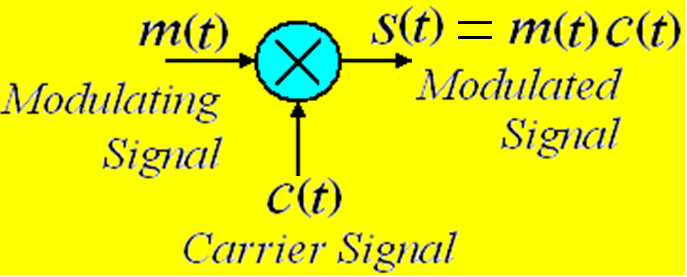 m(t)
s(t) = m(t) c(t)
Modulating
Signal
Modulated
Signal
c(t)
Carrier Signal